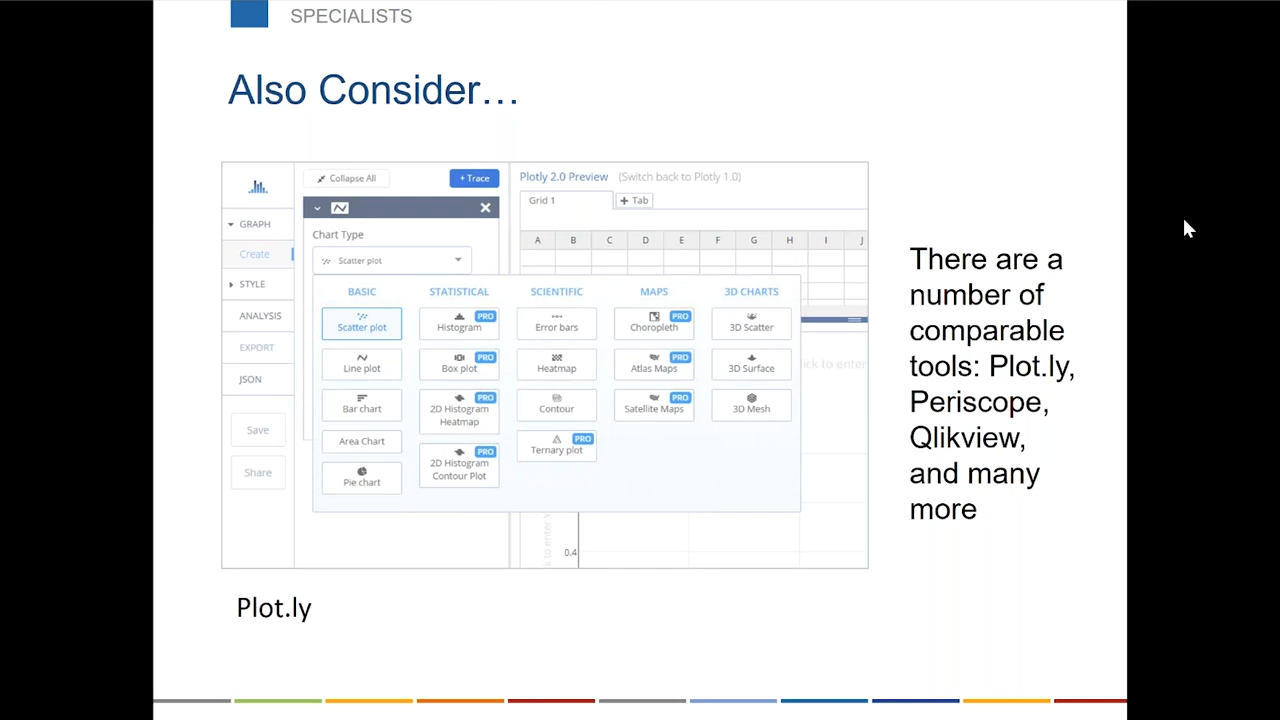 SPECIALISTS
Also Consider…
Collapse All
+ Trace
Plotly 2.0 Preview (Switch back to Plotly 1.0)
Grid 1
+ Tab
GRAPH
Create
STYLE
ANALYSIS
EXPORT
JSON
Save
Share
Chart Type
Scatter plot
A B C D E F G H I J
BASIC STATISTICAL SCIENTIFIC MAPS 3D CHARTS
Scatter plot
Line plot
Bar chart
Area Chart
Pie chart
PRO
Histogram
PRO
Box plot
PRO
2D Histogram
Heatmap
PRO
2D Histogram
Contour Plot
Error bars
Heatmap
Contour
PRO
Ternary plot
PRO
Choropleth
PRO
Atlas Maps
PRO
Satellite Maps
3D Scatter
3D Surface
3D Mesh
lick to enter
k to enter
0.4
There are a
number of
comparable
tools: Plot.ly,
Periscope,
Qlikview,
and many
more
Plot.ly